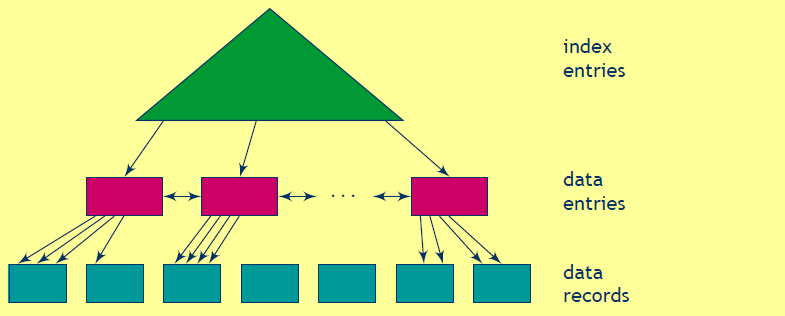 index
entries
data
entries
. . .
data
records